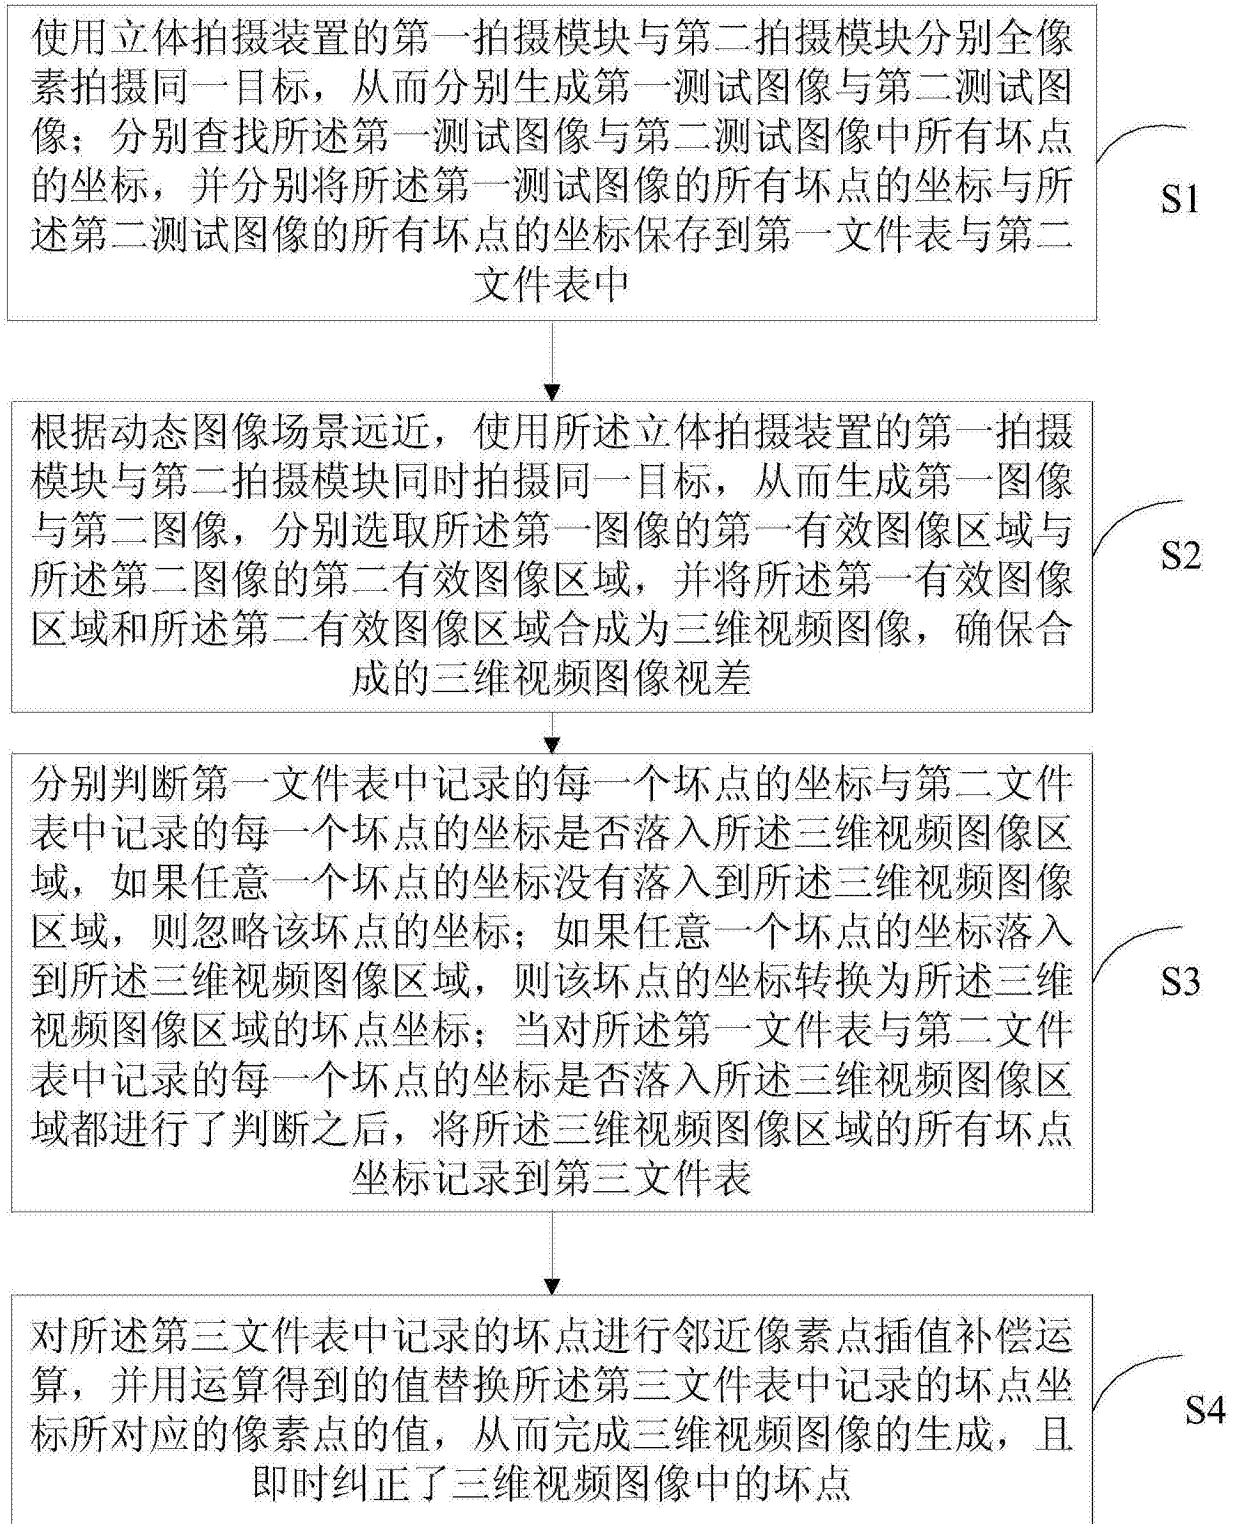 使用立体拍摄装置的第一拍摄模块与第二拍摄模块分别全像
素拍摄同一目标，从而分别生成第一测试图像与第二测试图
像；分别查找所述第一测试图像与第二测试图像中所有坏点
的坐标，并分别将所述第一测试图像的所有坏点的坐标与所
述第二测试图像的所有坏点的坐标保存到第一文件表与第二
文件表中
S1
根据动态图像场景远近，使用所述立体拍摄装置的第一拍摄
模块与第二拍摄模块同时拍摄同一目标，从而生成第一图像
与第二图像，分别选取所述第一图像的第一有效图像区域与
所述第二图像的第二有效图像区域，并将所述第一有效图像
区域和所述第二有效图像区域合成为三维视频图像，确保合
成的三维视频图像视差
S2
分别判断第一文件表中记录的每一个坏点的坐标与第二文件
表中记录的每一个坏点的坐标是否落入所述三维视频图像区
域，如果任意一个坏点的坐标没有落入到所述三维视频图像
区域，则忽略该坏点的坐标；如果任意一个坏点的坐标落入
到所述三维视频图像区域，则该坏点的坐标转换为所述三维
视频图像区域的坏点坐标；当对所述第一文件表与第二文件
表中记录的每一个坏点的坐标是否落入所述三维视频图像区
域都进行了判断之后，将所述三维视频图像区域的所有坏点
坐标记录到第三文件表
S3
对所述第三文件表中记录的坏点进行邻近像素点插值补偿运
算，并用运算得到的值替换所述第三文件表中记录的坏点坐
标所对应的像素点的值，从而完成三维视频图像的生成，且
即时纠正了三维视频图像中的坏点
S4